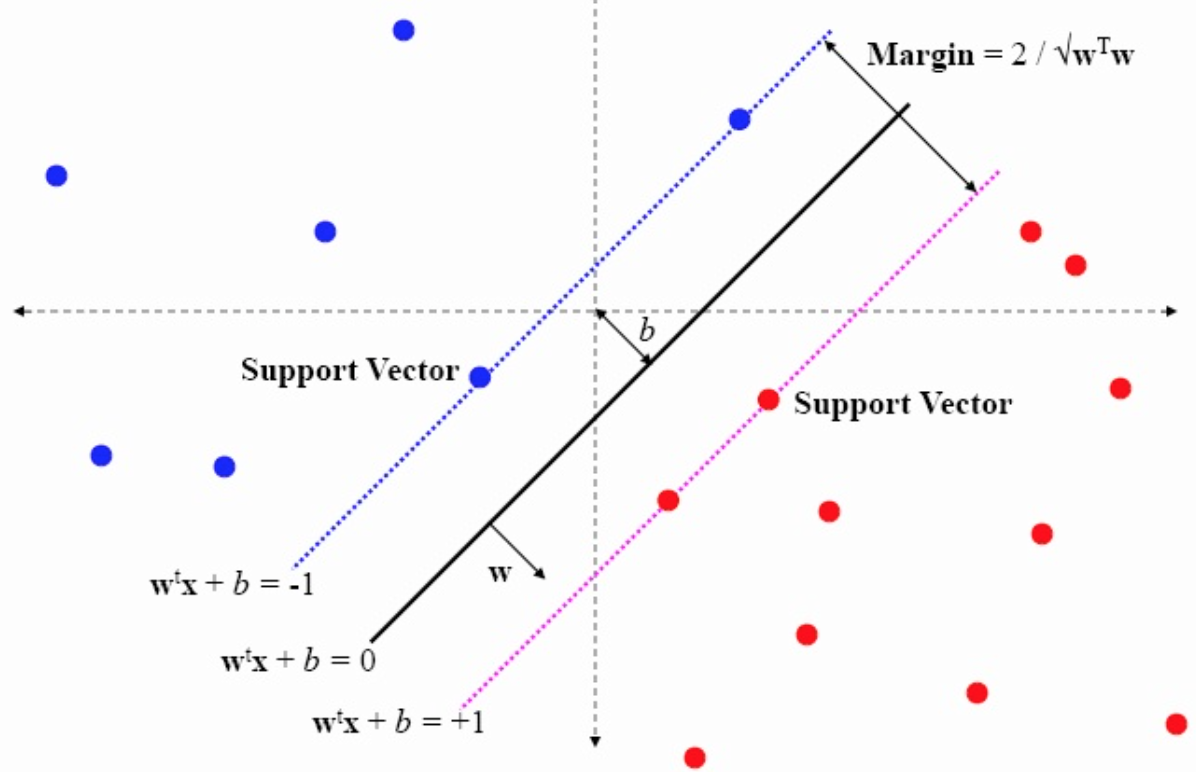 Margin = 2 / √wᵀw
b
Support Vector
Support Vector
w
wᵗx + b = -1
wᵗx + b = 0
wᵗx + b = +1